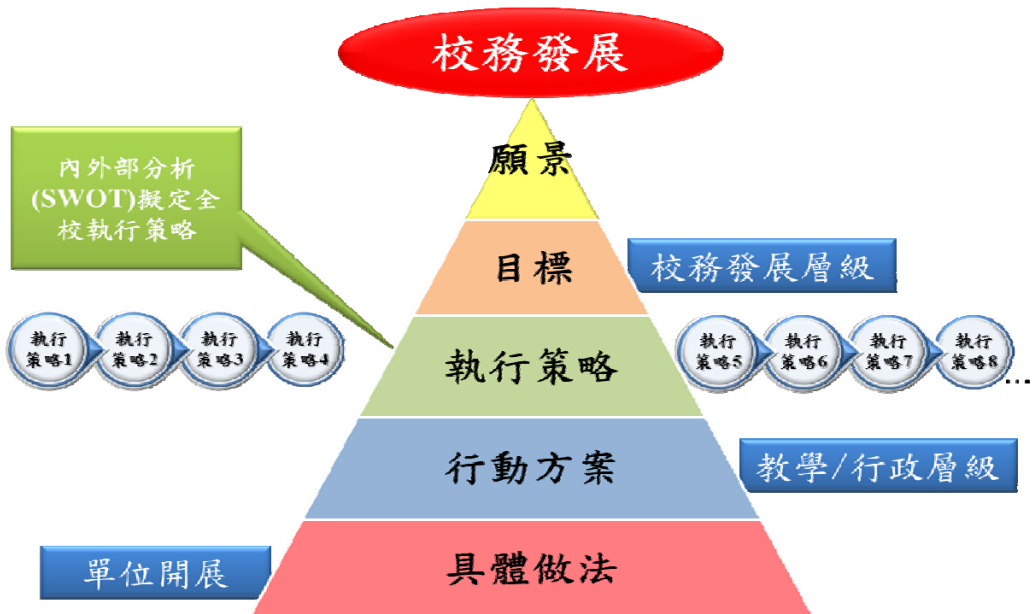 校務發展
願景
內外部分析
(SWOT)擬定全
校執行策略
目標
校務發展層級
執行
策略1
執行
策略2
執行
策略3
執行
策略4
執行策略
執行
策略5
執行
策略6
執行
策略7
執行
策略8
...
行動方案
教學/行政層級
單位開展
具體做法